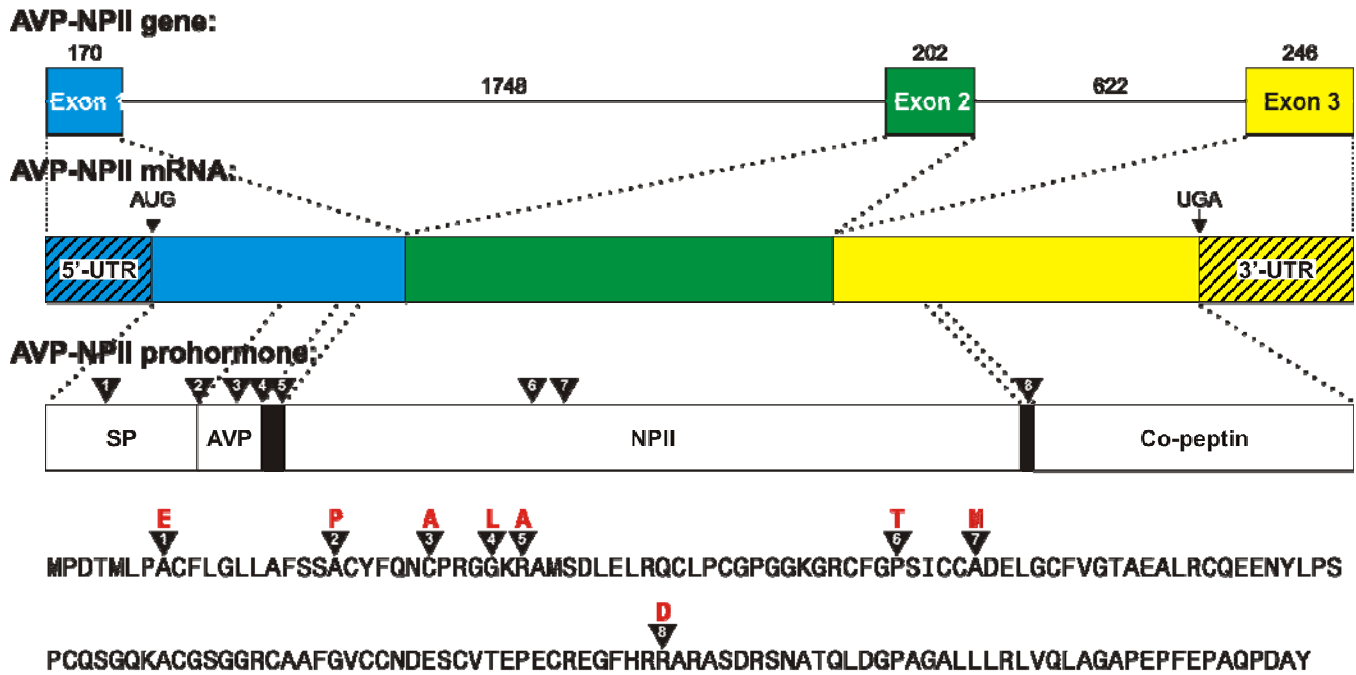 AVP-NPII gene:
170 202 246
1748 622
Exon 1 Exon 2 Exon 3
AVP-NPII mRNA:
AUG UGA
5’-UTR 3’-UTR
AVP-NPII prohormone:
1 2 3 4 5 6 7 8
SP AVP NPII Co-peptin
E P A L A T M
1 2 3 4 5 6 7
MPDTMLPACFLGLLAFSSACYFQNCPRGGKRAMSDLELRQCLPCGPGGKGRCFGPSICCADELGCFVGTAEALRCQEENYLPS
D
8
PCQSGQKACGSGGRCAAFGVCCNDESCVTEPECREGFHRRARASDRSNATQLDGPAGALLLRLVQLAGAPEPFEPAQPDAY